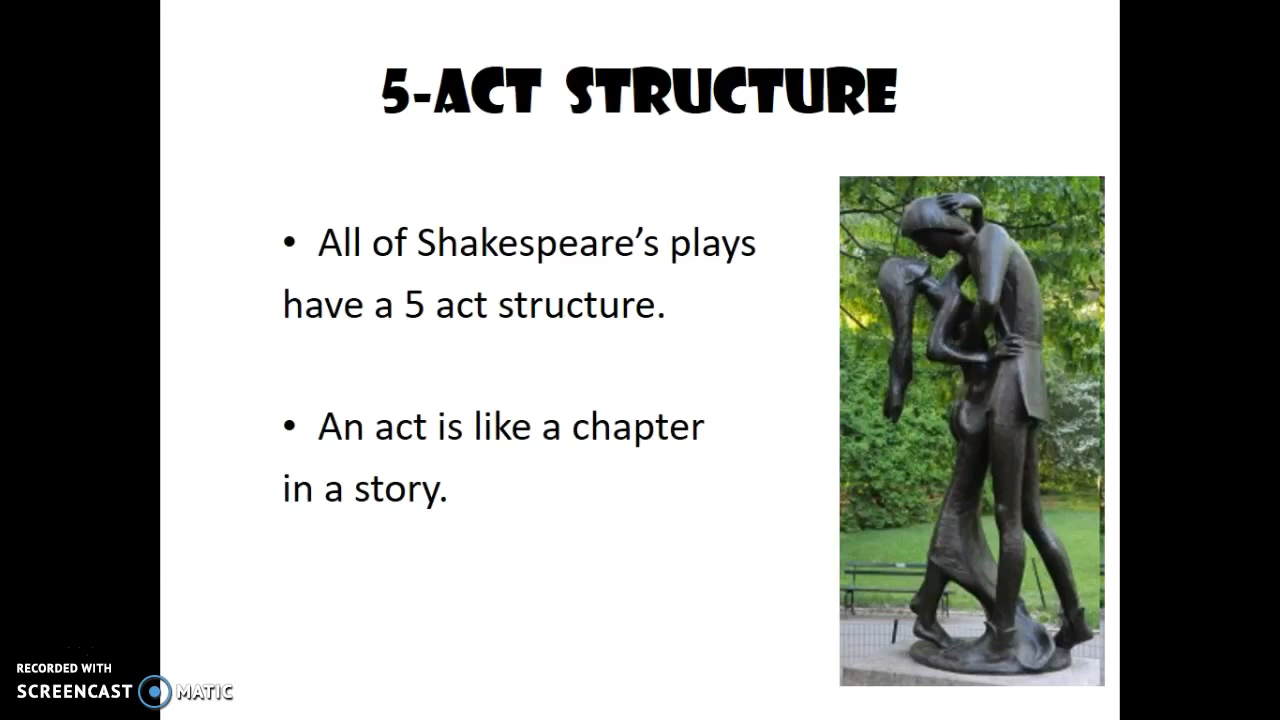 5-ACT STRUCTURE
• All of Shakespeare’s plays
have a 5 act structure.
• An act is like a chapter
in a story.
RECORDED WITH
SCREENCAST MATIC